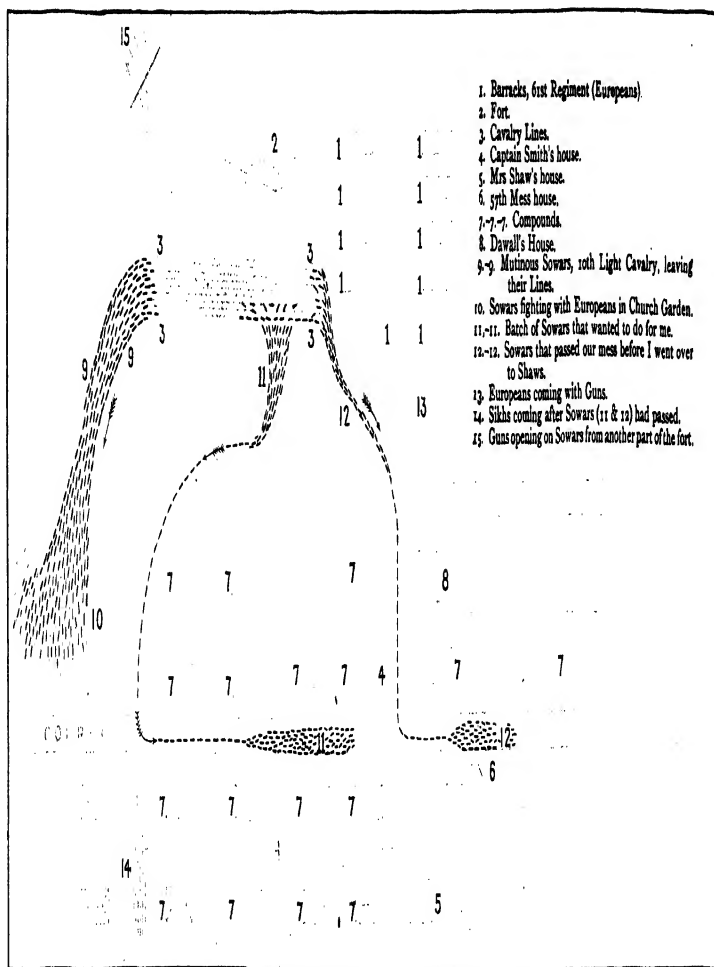 15
1. Barracks, 61st Regiment (Europeans)
2. Fort.
3. Cavalry Lines.
4. Captain Smith's house.
5. Mrs Shaw's house.
6. 57th Mess house.
7.-7.-7. Compounds.
8. Dawall's House.
9.-9. Mutinous Sowars, 10th Light Cavalry, leaving
their Lines.
10. Sowars fighting with Europeans in Church Garden.
11.-11. Batch of Sowars that wanted to do for me.
12.-12. Sowars that passed our mess before I went over
to Shaws.
13. Europeans coming with Guns.
14. Sikhs coming after Sowars (11 & 12) had passed.
15. Guns opening on Sowars from another part of the fort.
2 1 1
1 1
3 3 1 1
1 1
3 3 1 1
9 9 11 12 13
7 7 7 8
10
7 7 7 7 4 7 7
11 12
6
7 7 7 7
14
7 7 7 7 5